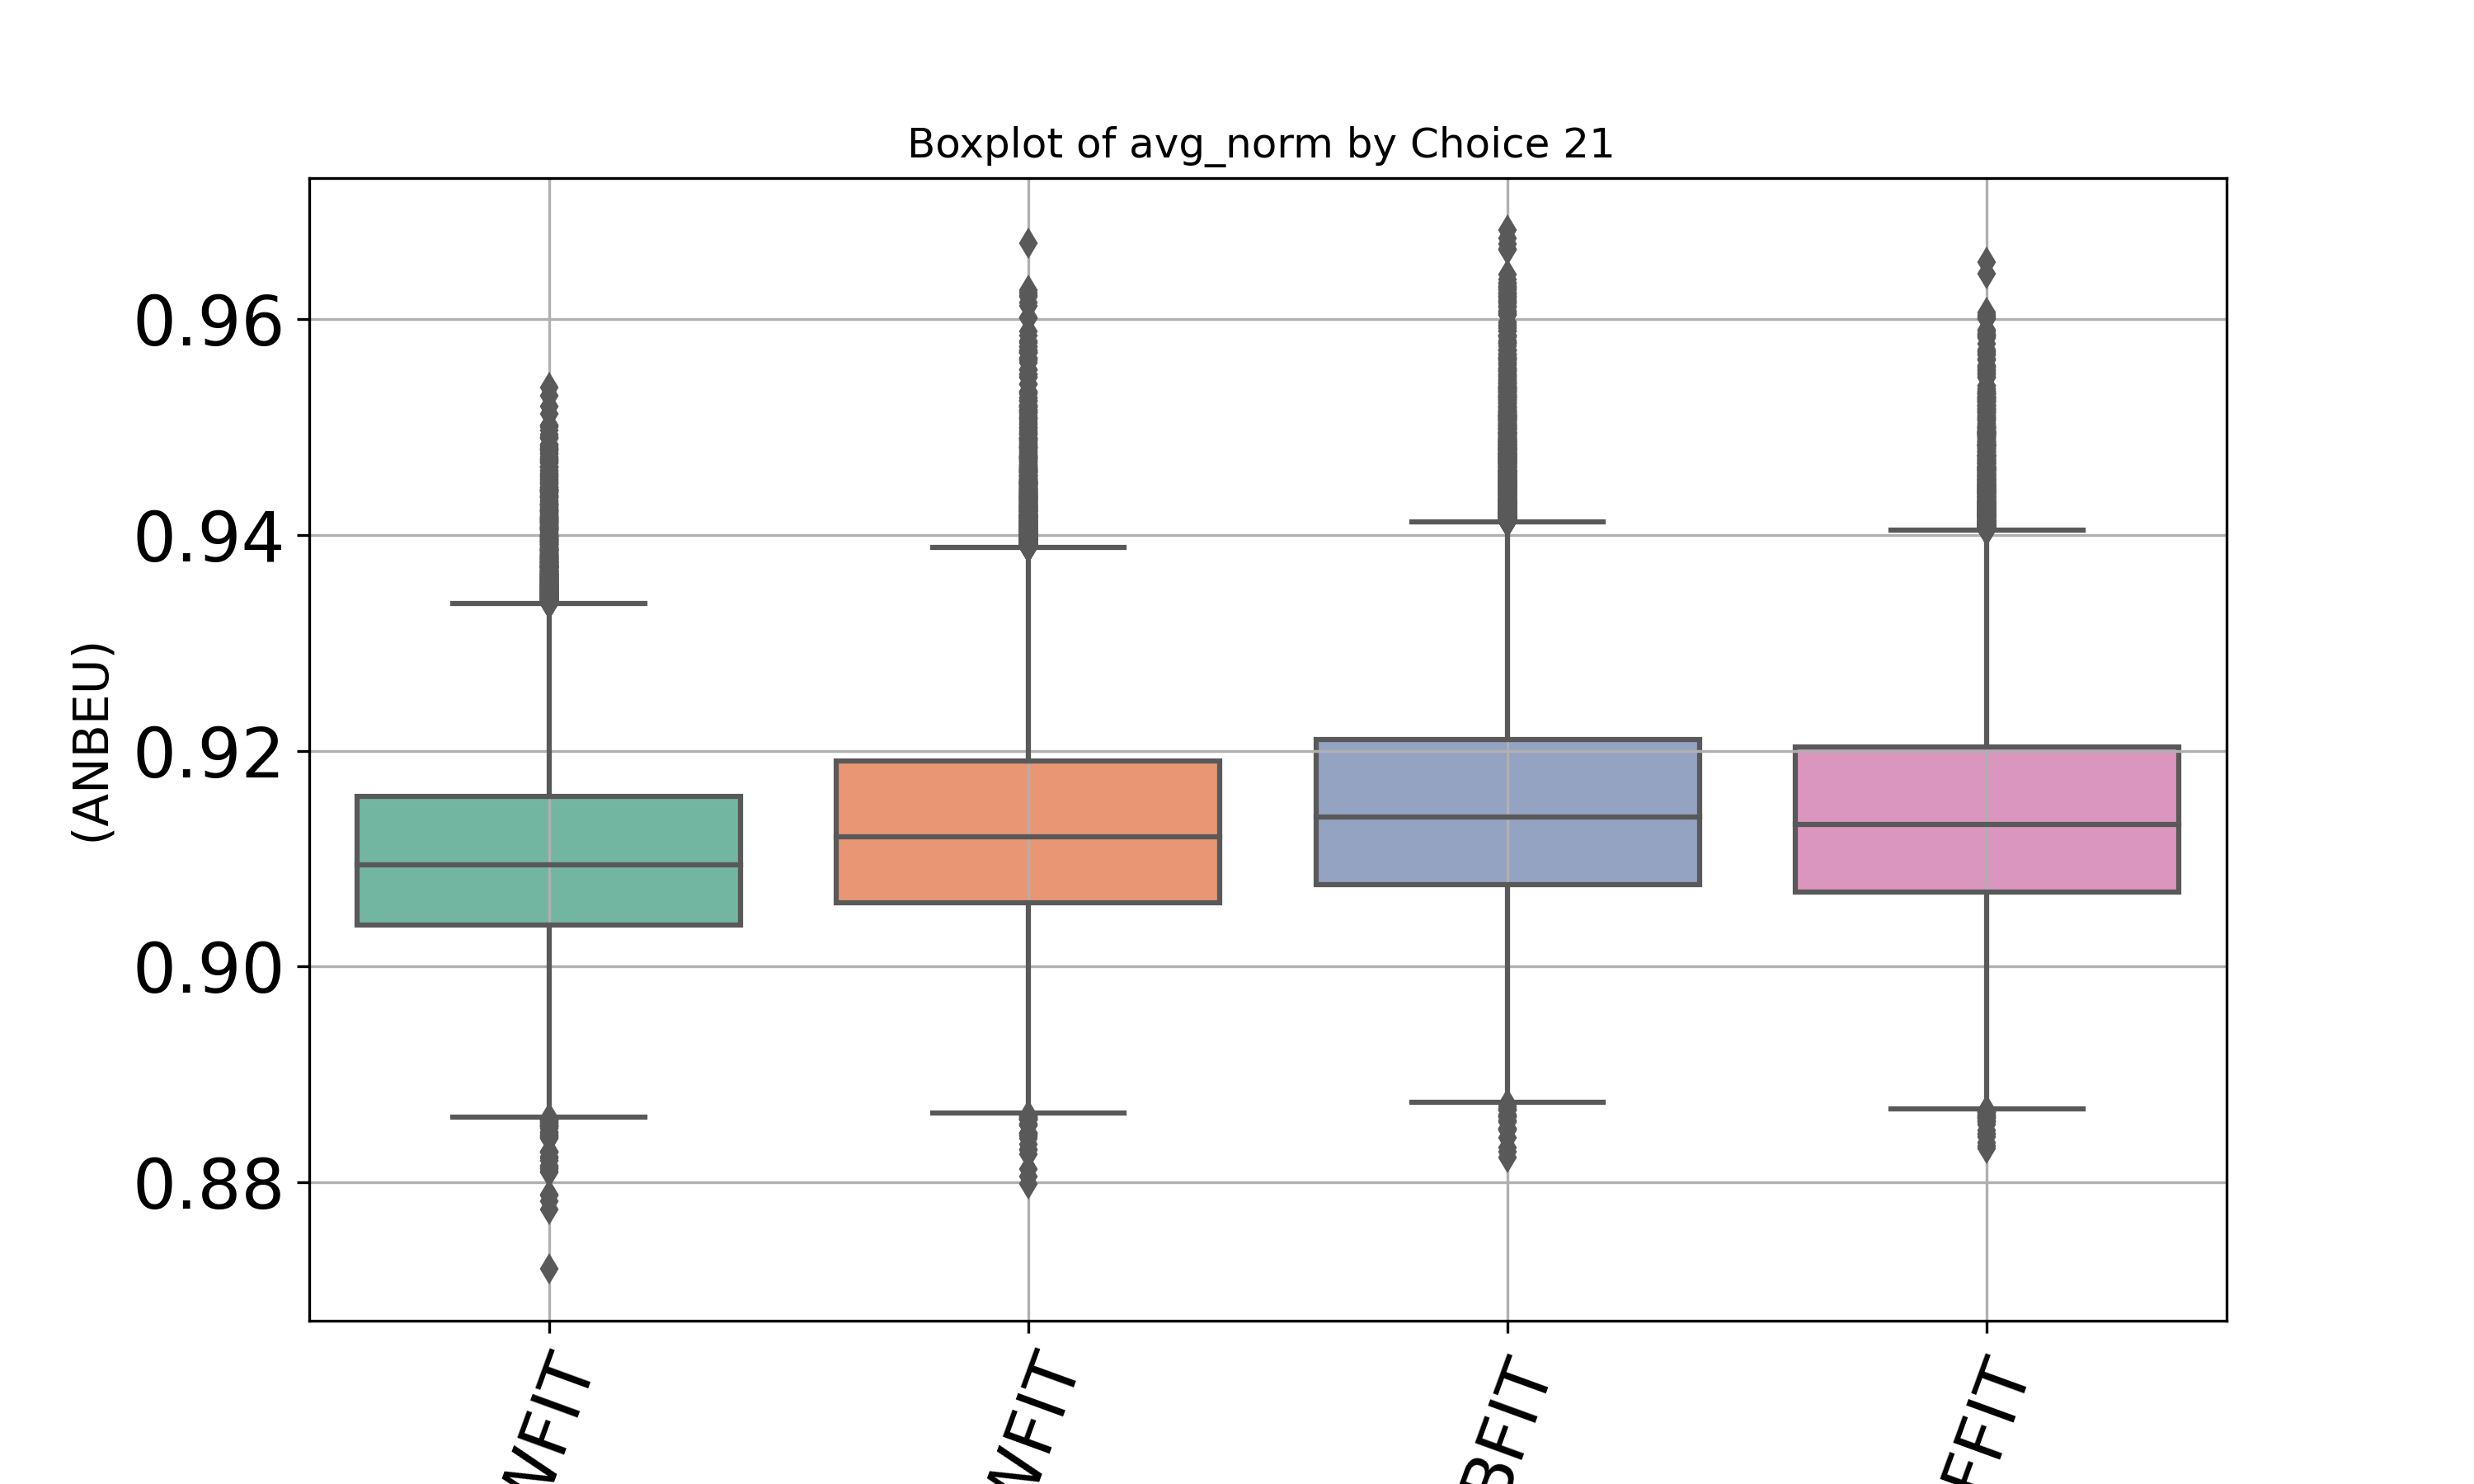 Boxplot of avg_norm by Choice 21
(ANBEU)
0.96
0.94
0.92
0.90
0.88
WFIT
WFIT
BFIT
FFIT